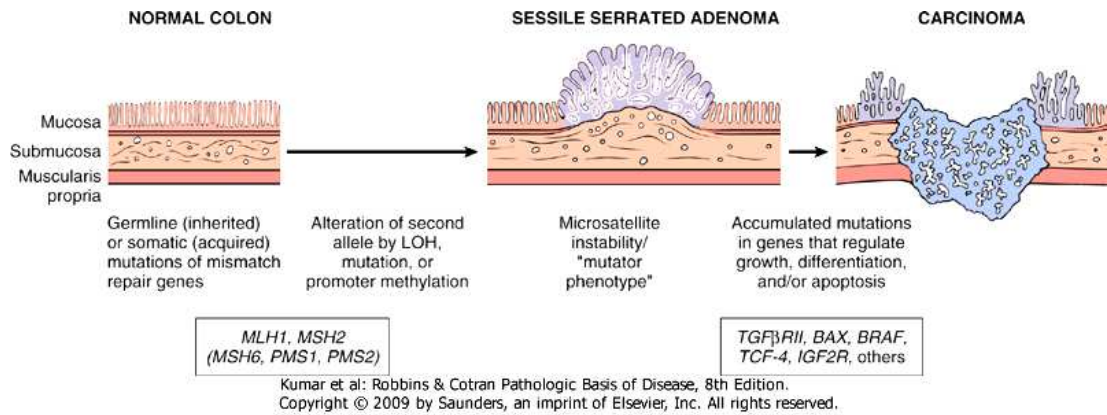 NORMAL COLON
SESSILE SERRATED ADENOMA
CARCINOMA
Mucosa
Submucosa
Muscularis
propria
Germline (inherited)
or somatic (acquired)
mutations of mismatch
repair genes
Alteration of second
allele by LOH,
mutation, or
promoter methylation
Microsatellite
instability/
"mutator
phenotype"
Accumulated mutations
in genes that regulate
growth, differentiation,
and/or apoptosis
MLH1, MSH2
(MSH6, PMS1, PMS2)
TGFβRII, BAX, BRAF,
TCF-4, IGF2R, others
Kumar et al: Robbins & Cotran Pathologic Basis of Disease, 8th Edition.
Copyright © 2009 by Saunders, an imprint of Elsevier, Inc. All rights reserved.